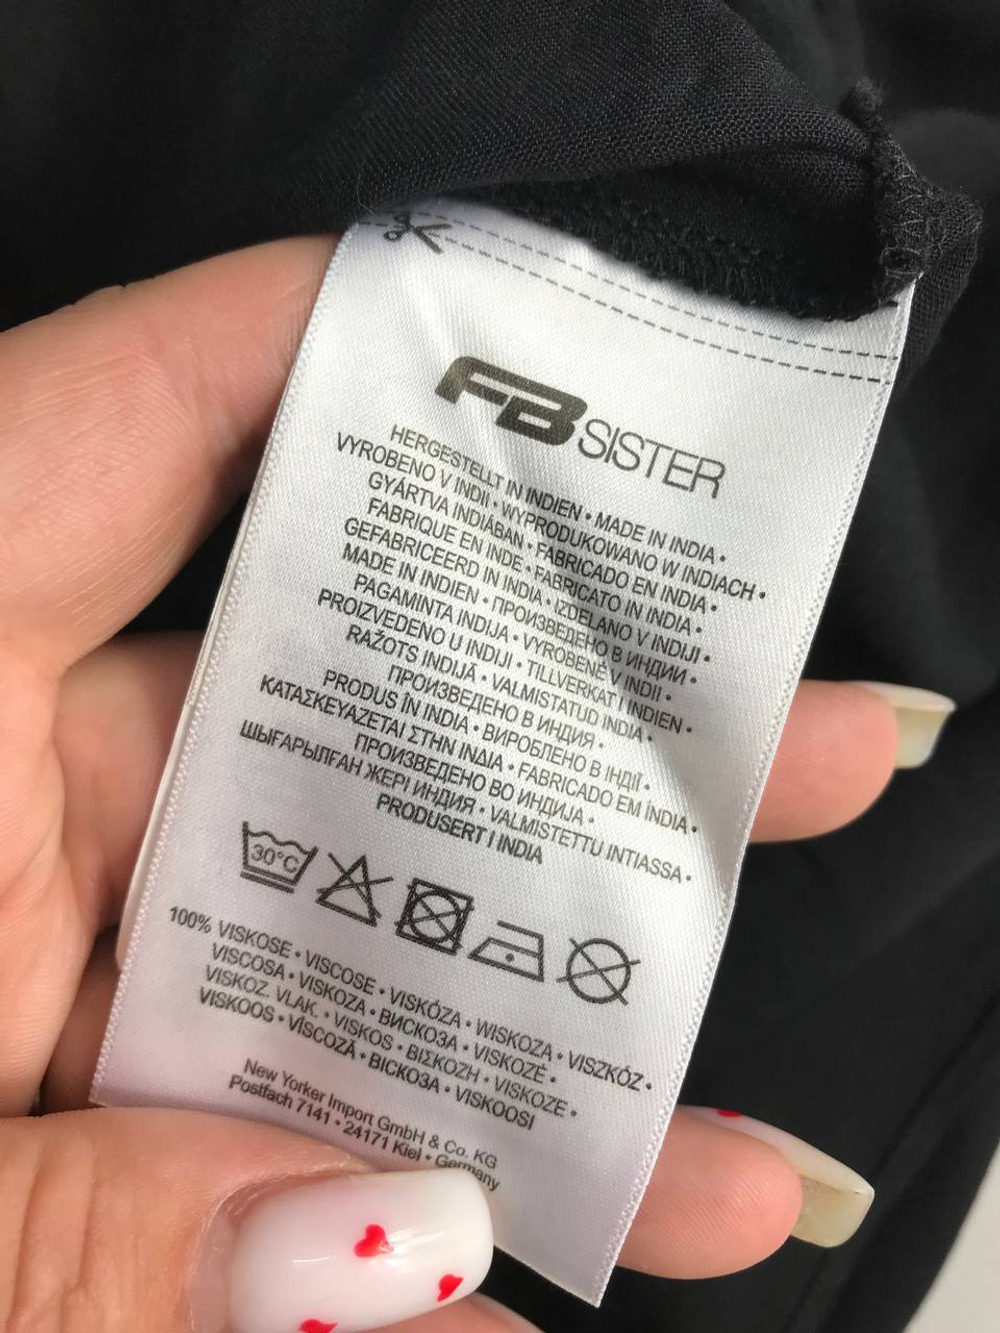 FB SISTER
HERGESTELLT IN INDIEN • MADE IN INDIA •
VYROBENO V INDII • WYPRODUKOWANO W INDIACH •
GYÁRTVA INDIÁBAN • FABRICADO EN INDIA •
FABRIQUE EN INDE • FABRICATO IN INDIA •
GEFABRICEERD IN INDIA • IZDELANO V INDIJI •
MADE IN INDIEN • ПРОИЗВЕДЕНО В ИНДИИ •
PAGAMINTA INDIJA • VYROBENÉ V INDII •
PROIZVEDENO U INDIJI • TILLVERKAT I INDIEN •
RAŽOTS INDIJĀ • VALMISTATUD INDIA •
ПРОИЗВЕДЕНО В ИНДИЯ •
PRODUS ÎN INDIA • ВИРОБЛЕНО В ІНДІЇ •
ΚΑΤΑΣΚΕΥΑΖΕΤΑΙ ΣΤΗΝ ΙΝΔΙΑ • FABRICADO EM ÍNDIA •
ПРОИЗВЕДЕНО ВО ИНДИЈА •
ШЫҒАРЫЛҒАН ЖЕРІ ИНДИЯ • VALMISTETTU INTIASSA •
PRODUSERT I INDIA
30°C
100% VISKOSE • VISCOSE • VISKÓZA • WISKOZA • VISZKÓZ •
VISCOSA • VISKOZA • ВИСКОЗА • VISKOZĖ •
VISKOZ. VLAK. • VISKOS • ΒΙΣΚΟΖΗ • VISKOZE •
VISKOOS • VÍSCOZĂ • ВІСКОЗА • VISKOOSI
New Yorker Import GmbH & Co. KG
Postfach 7141 • 24171 Kiel • Germany